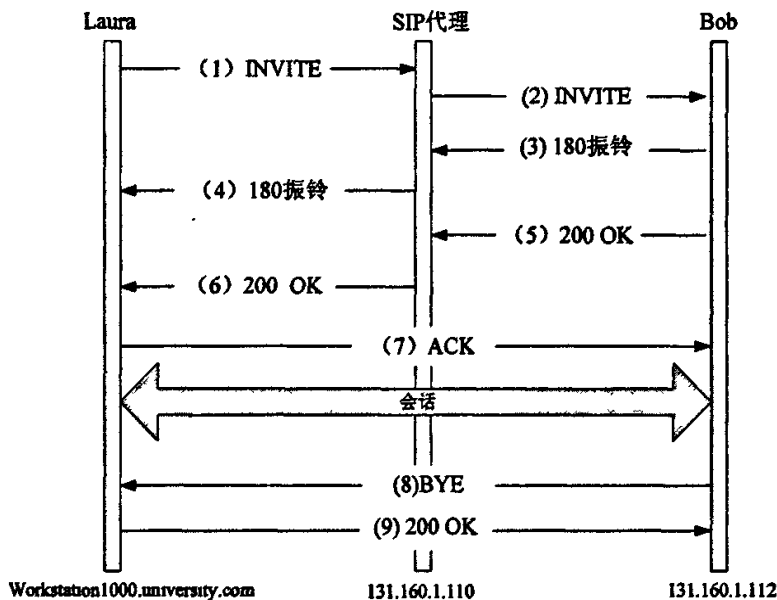 Laura SIP代理 Bob
(1) INVITE
(2) INVITE
(3) 180振铃
(4) 180振铃
(5) 200 OK
(6) 200 OK
(7) ACK
会话
(8)BYE
(9) 200 OK
Workstation1000.university.com 131.160.1.110 131.160.1.112